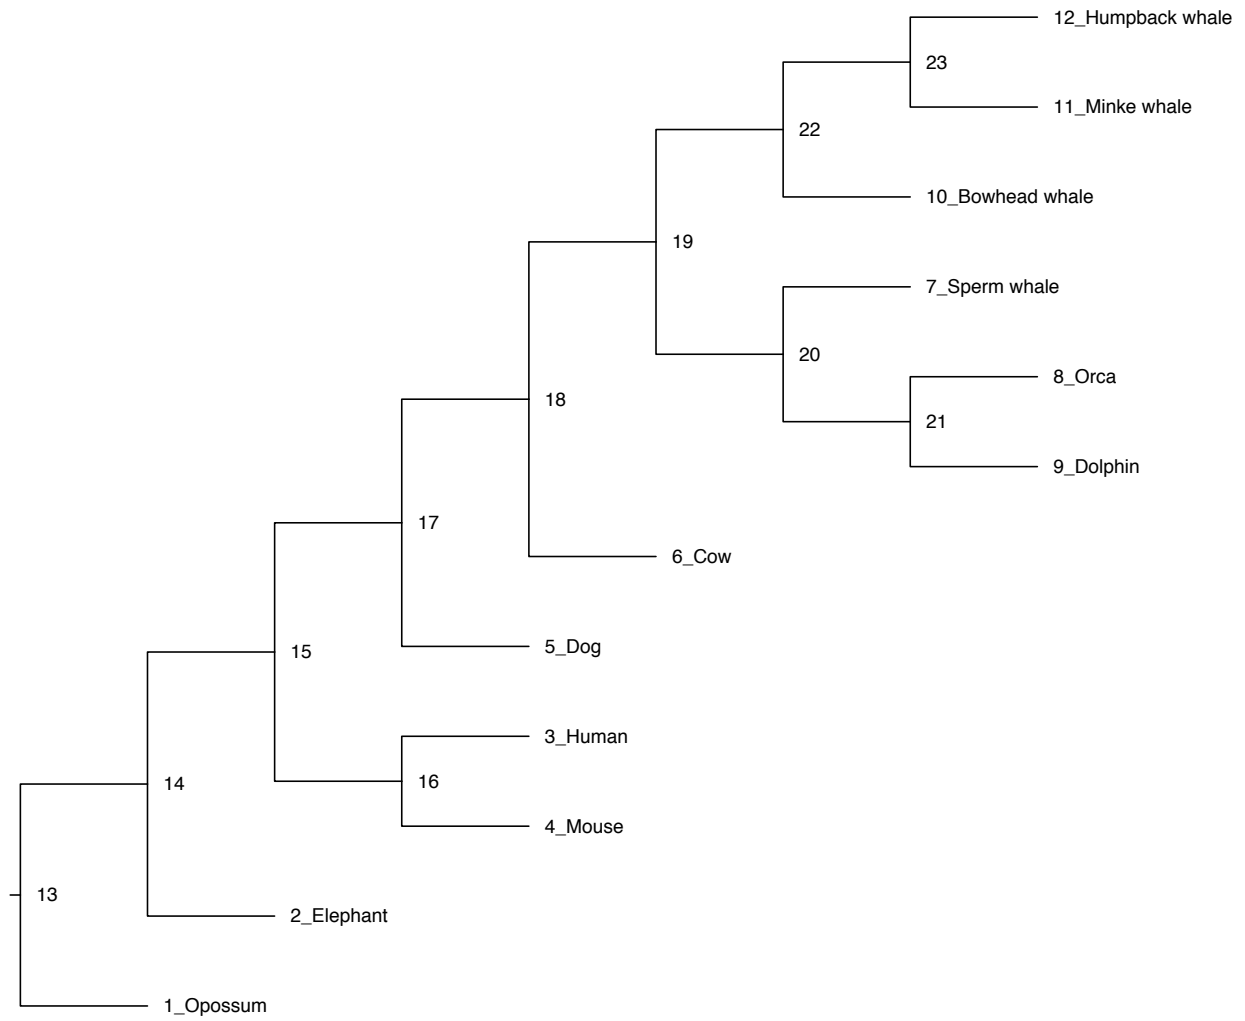 12_Humpback whale
23
11_Minke whale
22
10_Bowhead whale
19
7_Sperm whale
20
8_Orca
18
21
9_Dolphin
17
6_Cow
5_Dog
15
3_Human
16
14
4_Mouse
13
2_Elephant
1_Opossum